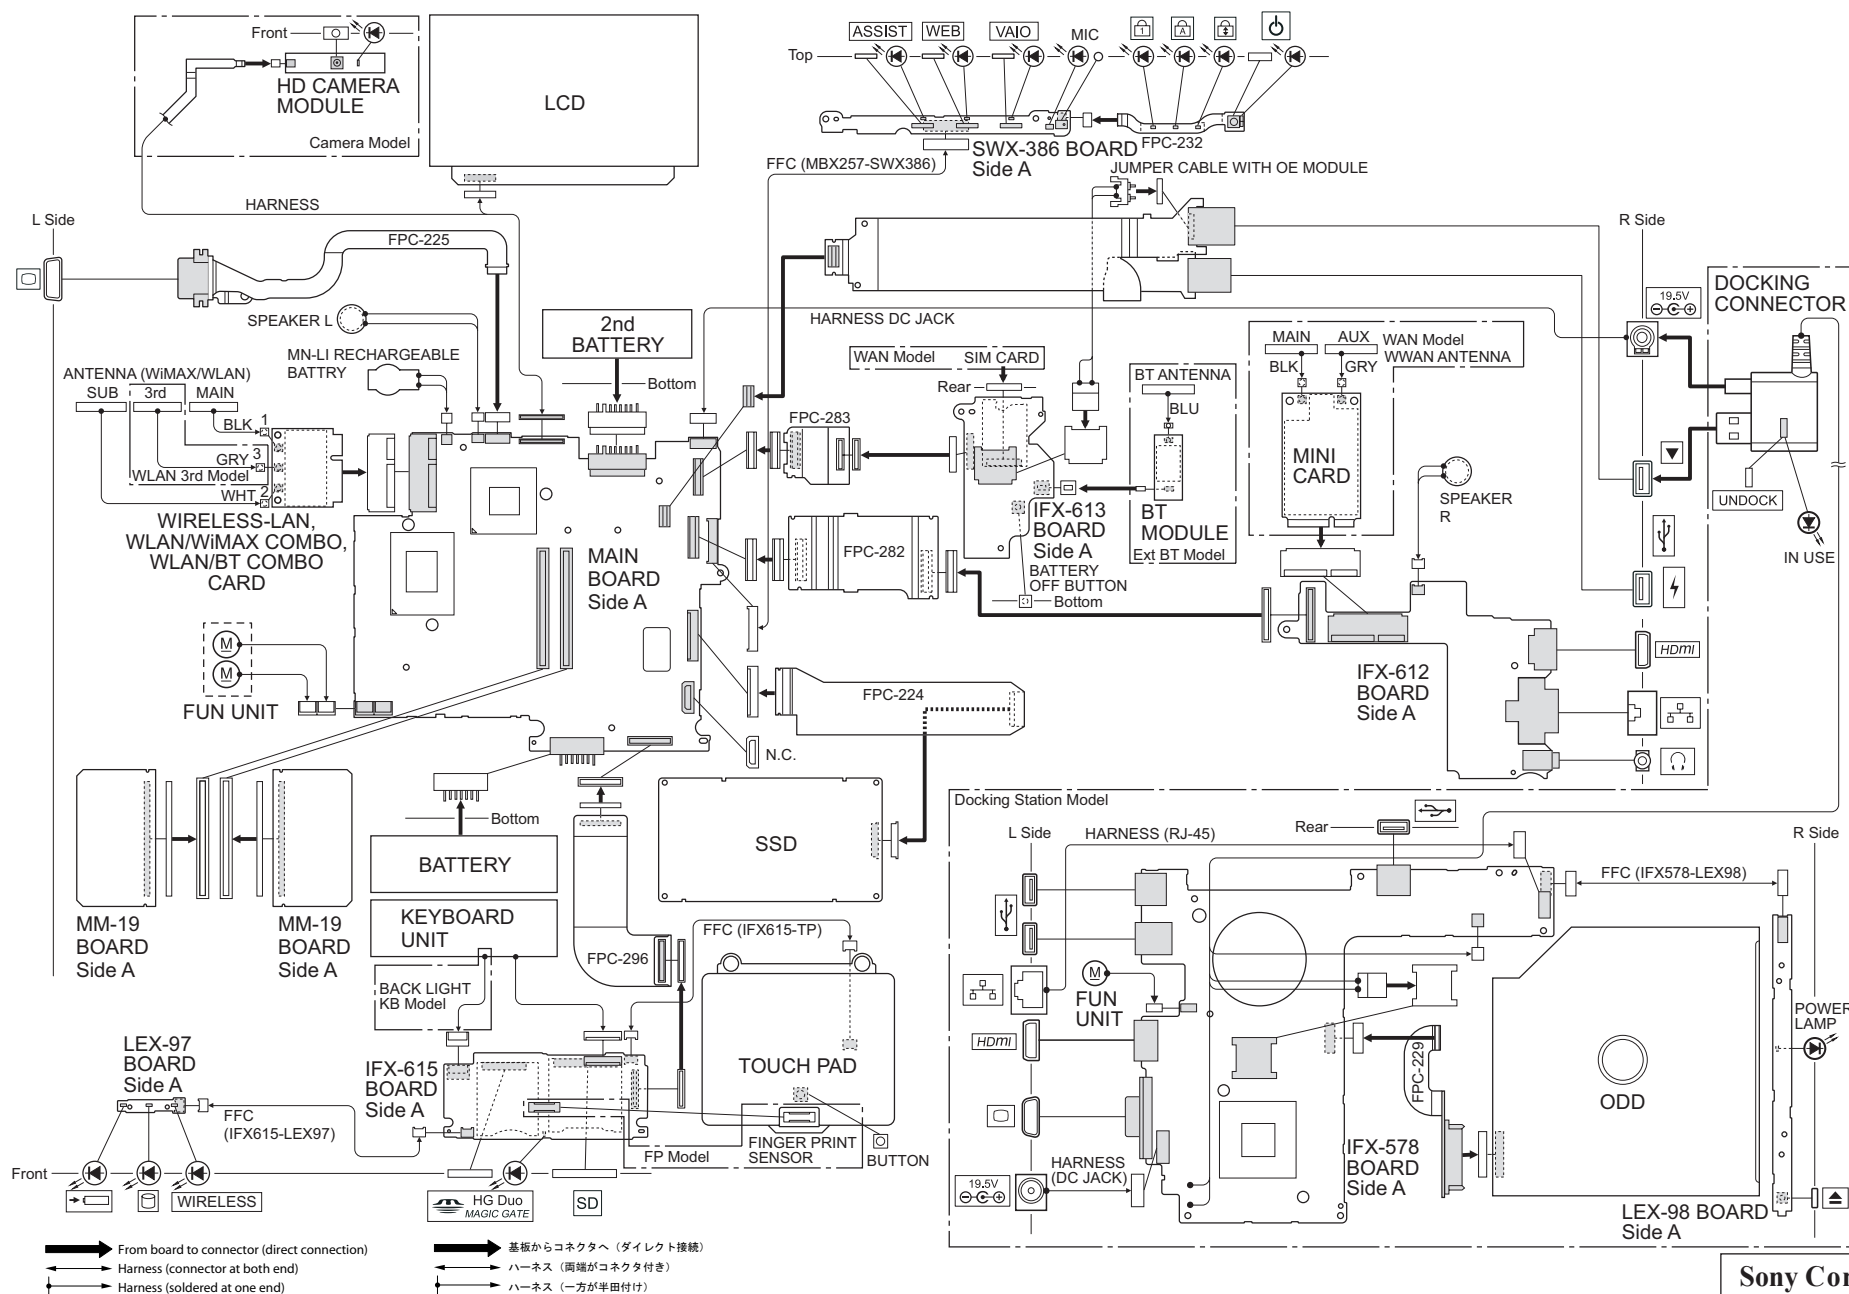 Front
HD CAMERA
MODULE
Camera Model
LCD
ASSIST
WEB
VAIO
MIC
1
A
Top
FPC-232
SWX-386 BOARD
Side A
FFC (MBX257-SWX386)
JUMPER CABLE WITH OE MODULE
HARNESS
L Side
FPC-225
R Side
19.5V
DOCKING
CONNECTOR
SPEAKER L
2nd
BATTERY
HARNESS DC JACK
MN-LI RECHARGEABLE
BATTRY
Bottom
WAN Model
SIM CARD
Rear
MAIN
AUX
WAN Model
WWAN ANTENNA
BLK
GRY
ANTENNA (WiMAX/WLAN)
SUB
3rd
MAIN
BLK
1
GRY
3
WLAN 3rd Model
WHT
2
BT ANTENNA
BLU
FPC-283
MINI
CARD
SPEAKER
R
UNDOCK
IN USE
WIRELESS-LAN,
WLAN/WiMAX COMBO,
WLAN/BT COMBO
CARD
MAIN
BOARD
Side A
FPC-282
IFX-613
BOARD
Side A
BATTERY
OFF BUTTON
Bottom
BT
MODULE
Ext BT Model
HDMI
M
M
FUN UNIT
FPC-224
IFX-612
BOARD
Side A
N.C.
Bottom
BATTERY
SSD
Docking Station Model
L Side
HARNESS (RJ-45)
Rear
R Side
FFC (IFX578-LEX98)
MM-19
BOARD
Side A
MM-19
BOARD
Side A
KEYBOARD
UNIT
FFC (IFX615-TP)
FPC-296
BACK LIGHT
KB Model
M
FUN
UNIT
HDMI
POWER
LAMP
LEX-97
BOARD
Side A
IFX-615
BOARD
Side A
TOUCH PAD
FPC-229
ODD
FFC
(IFX615-LEX97)
FINGER PRINT
SENSOR
FP Model
BUTTON
IFX-578
BOARD
Side A
HARNESS
(DC JACK)
19.5V
Front
WIRELESS
HG Duo
MAGIC GATE
SD
LEX-98 BOARD
Side A
From board to connector (direct connection)
Harness (connector at both end)
Harness (soldered at one end)
基板からコネクタへ（ダイレクト接続）
ハーネス（両端がコネクタ付き）
ハーネス（一方が半田付け）
Sony Cor